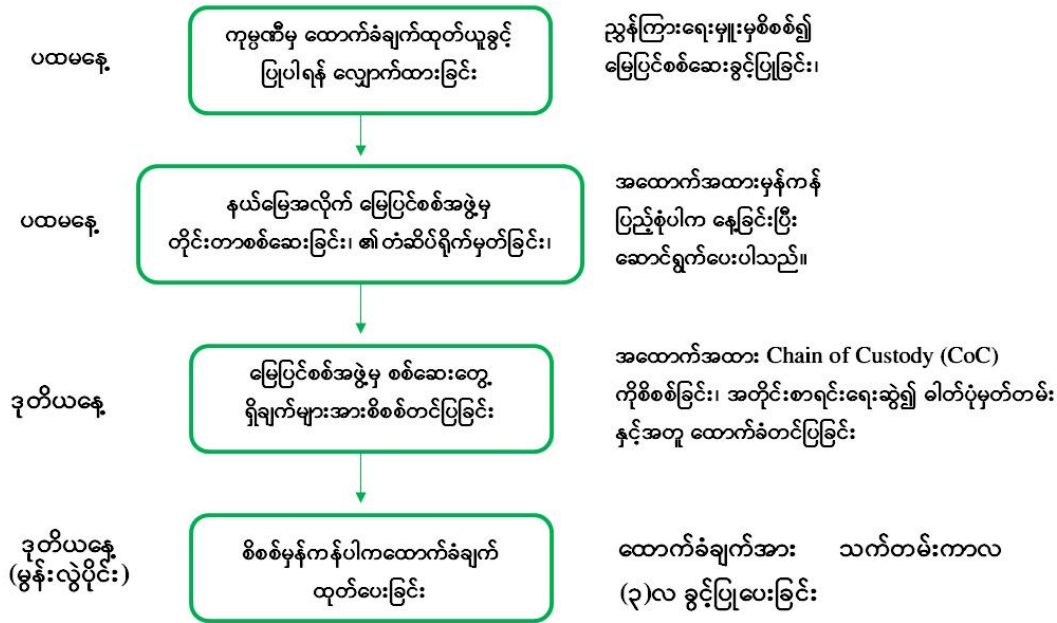 ပထမနေ့
ကုမ္ပဏီမှ ထောက်ခံချက်ထုတ်ယူခွင့်
ပြုပါရန် လျှောက်ထားခြင်း
ညွှန်ကြားရေးမှူးမှစိစစ်၍
မြေပြင်စစ်ဆေးခွင့်ပြုခြင်း၊
ပထမနေ့
နယ်မြေအလိုက် မြေပြင်စစ်အဖွဲ့မှ
တိုင်းတာစစ်ဆေးခြင်း၊ ၏တံဆိပ်ရိုက်မှတ်ခြင်း၊
အထောက်အထားမှန်ကန်
ပြည့်စုံပါက နေ့ခြင်းပြီး
ဆောင်ရွက်ပေးပါသည်။
ဒုတိယနေ့
မြေပြင်စစ်အဖွဲ့မှ စစ်ဆေးတွေ့
ရှိချက်များအားစိစစ်တင်ပြခြင်း
အထောက်အထား Chain of Custody (CoC)
ကိုစိစစ်ခြင်း၊ အတိုင်းစာရင်းရေးဆွဲ၍ ဓါတ်ပုံမှတ်တမ်း
နှင့်အတူ ထောက်ခံတင်ပြခြင်း
ဒုတိယနေ့
(မွန်းလွဲပိုင်း)
စိစစ်မှန်ကန်ပါကထောက်ခံချက်
ထုတ်ပေးခြင်း
ထောက်ခံချက်အား သက်တမ်းကာလ
(၃)လ ခွင့်ပြုပေးခြင်း